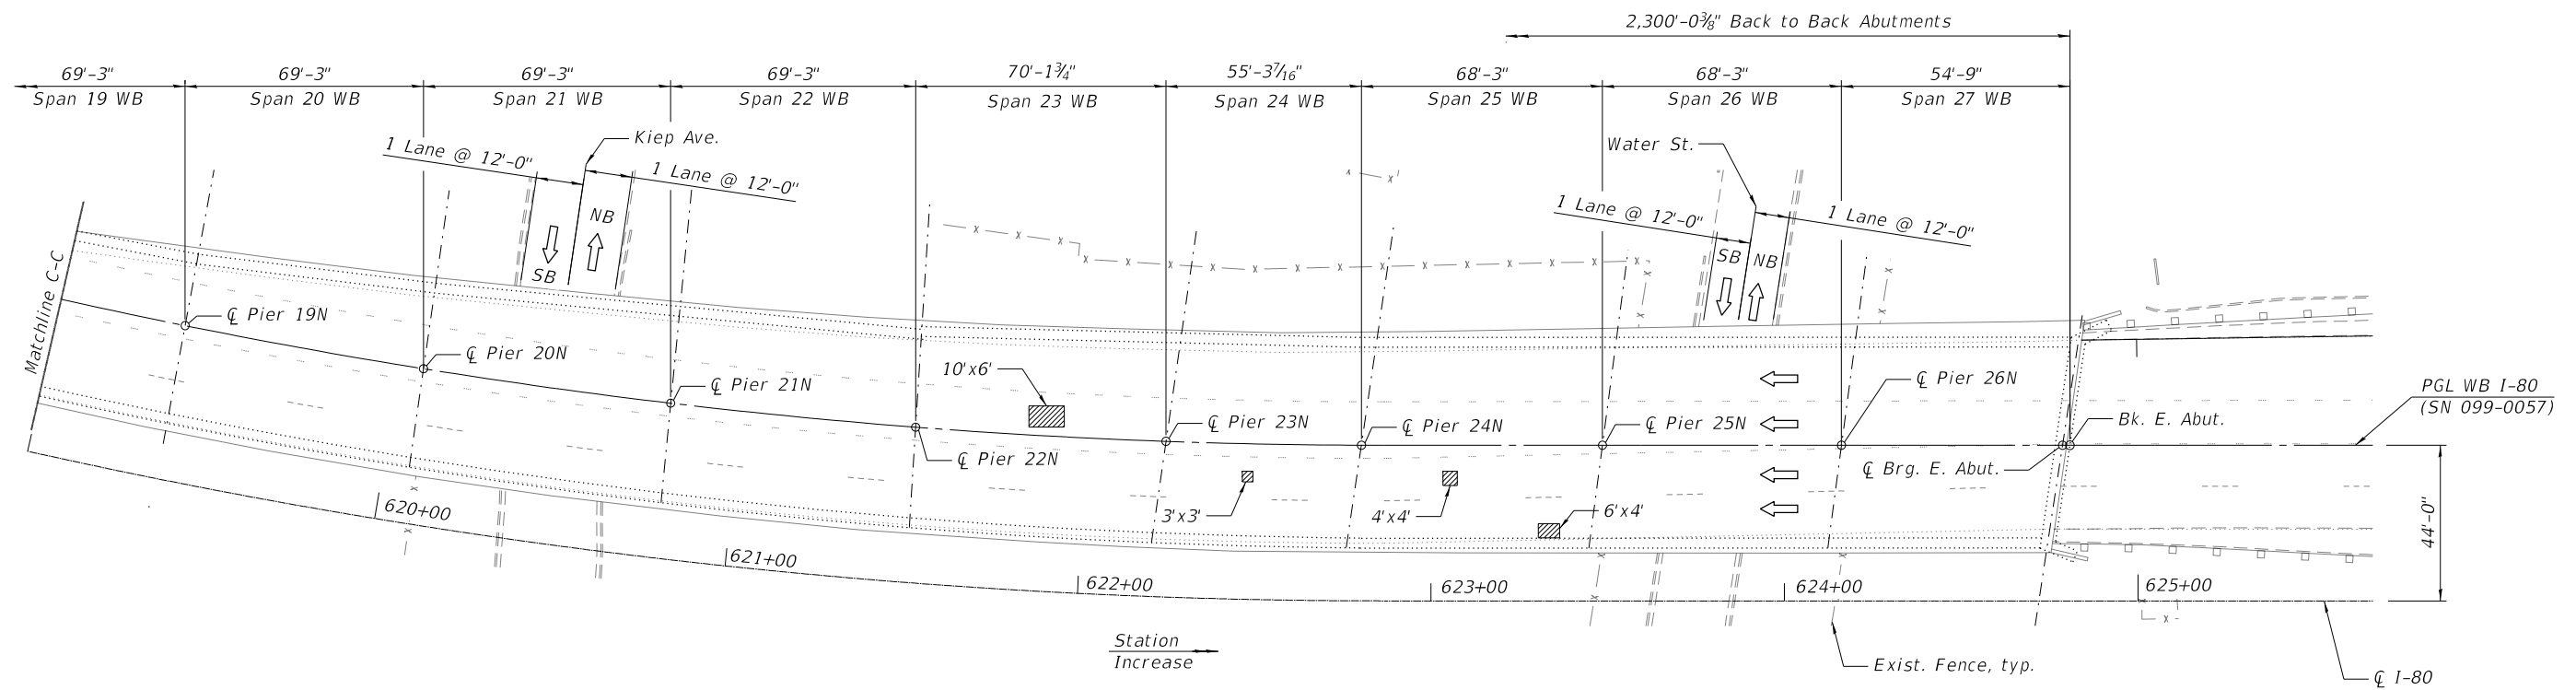 2,300'-0⅜" Back to Back Abutments
69'-3" 69'-3" 69'-3" 69'-3" 70'-1¾" 55'-3⁷⁄₁₆" 68'-3" 68'-3" 54'-9"
Span 19 WB Span 20 WB Span 21 WB Span 22 WB Span 23 WB Span 24 WB Span 25 WB Span 26 WB Span 27 WB
Kiep Ave.
1 Lane @ 12'-0"
1 Lane @ 12'-0"
NB
SB
Water St.
1 Lane @ 12'-0"
1 Lane @ 12'-0"
SB
NB
Matchline C-C
℄ Pier 19N
℄ Pier 20N
℄ Pier 21N
℄ Pier 22N
10'x6'
℄ Pier 23N
℄ Pier 24N
℄ Pier 25N
℄ Pier 26N
Bk. E. Abut.
℄ Brg. E. Abut.
PGL WB I-80
(SN 099-0057)
3'x3'
4'x4'
6'x4'
44'-0"
620+00
621+00
622+00
623+00
624+00
625+00
Station
Increase
Exist. Fence, typ.
℄ I-80